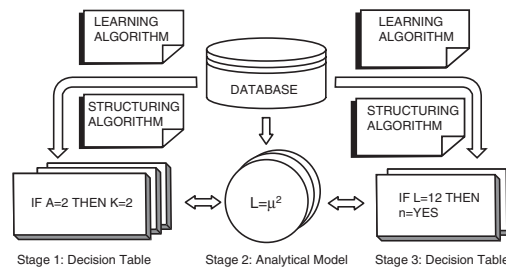 LEARNING
ALGORITHM
LEARNING
ALGORITHM
DATABASE
STRUCTURING
ALGORITHM
STRUCTURING
ALGORITHM
IF A=2 THEN K=2
L=μ²
IF L=12 THEN
n=YES
Stage 1: Decision Table
Stage 2: Analytical Model
Stage 3: Decision Table